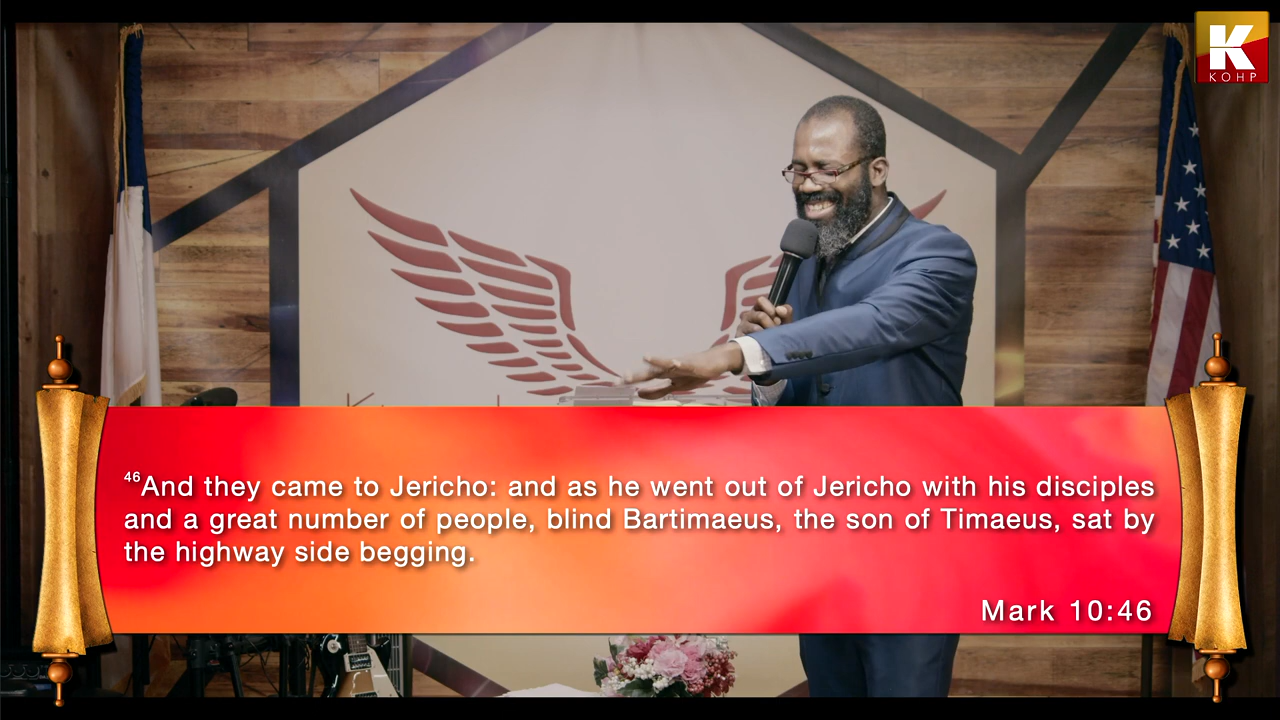 K
KOHP
46And they came to Jericho: and as he went out of Jericho with his disciples
and a great number of people, blind Bartimaeus, the son of Timaeus, sat by
the highway side begging.
Mark 10:46